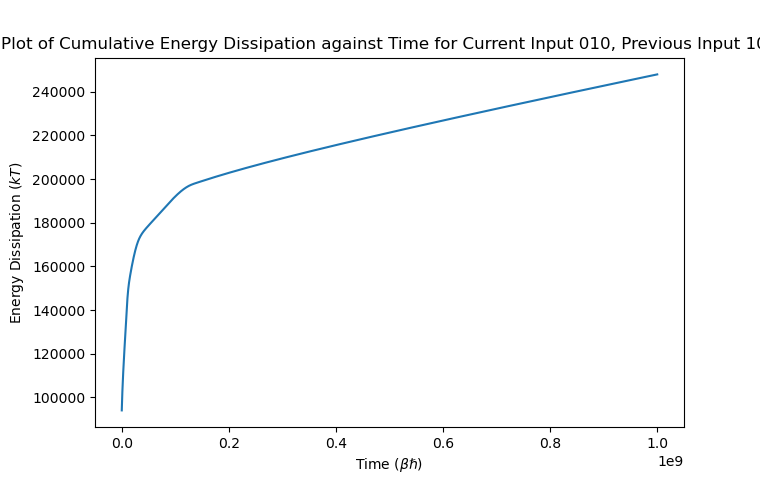 Plot of Cumulative Energy Dissipation against Time for Current Input 010, Previous Input 10
240000
220000
200000
180000
160000
140000
120000
100000
Energy Dissipation (kT)
0.0 0.2 0.4 0.6 0.8 1.0
1e9
Time (βℏ)